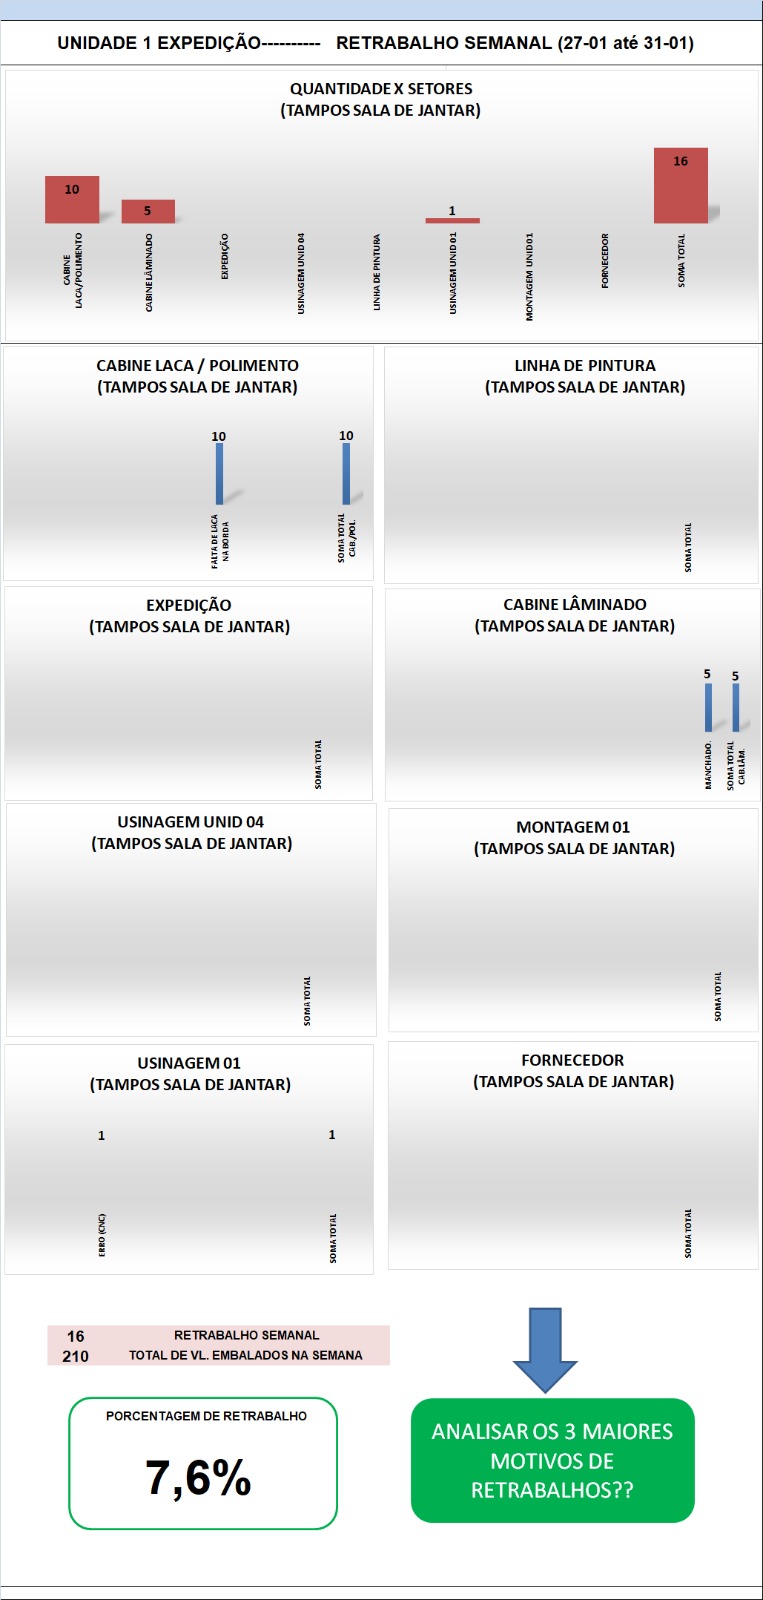 UNIDADE 1 EXPEDIÇÃO---------- RETRABALHO SEMANAL (27-01 até 31-01)
QUANTIDADE X SETORES
(TAMPOS SALA DE JANTAR)
10
5
1
16
CABINE
LACA/POLIMENTO
CABINE LÂMINADO
EXPEDIÇÃO
USINAGEM UNID 04
LINHA DE PINTURA
USINAGEM UNID 01
MONTAGEM UNID 01
FORNECEDOR
SOMA TOTAL
CABINE LACA / POLIMENTO
(TAMPOS SALA DE JANTAR)
10
10
FALTA DE LACA
NA BORDA
SOMA TOTAL
CAB./POL.
LINHA DE PINTURA
(TAMPOS SALA DE JANTAR)
SOMA TOTAL
EXPEDIÇÃO
(TAMPOS SALA DE JANTAR)
SOMA TOTAL
CABINE LÂMINADO
(TAMPOS SALA DE JANTAR)
5
5
MANCHADO.
SOMA TOTAL
CAB.LÂM.
USINAGEM UNID 04
(TAMPOS SALA DE JANTAR)
SOMA TOTAL
MONTAGEM 01
(TAMPOS SALA DE JANTAR)
SOMA TOTAL
USINAGEM 01
(TAMPOS SALA DE JANTAR)
1
1
ERRO (CNC)
SOMA TOTAL
FORNECEDOR
(TAMPOS SALA DE JANTAR)
SOMA TOTAL
16 RETRABALHO SEMANAL
210 TOTAL DE VL. EMBALADOS NA SEMANA
PORCENTAGEM DE RETRABALHO
7,6%
ANALISAR OS 3 MAIORES
MOTIVOS DE
RETRABALHOS??